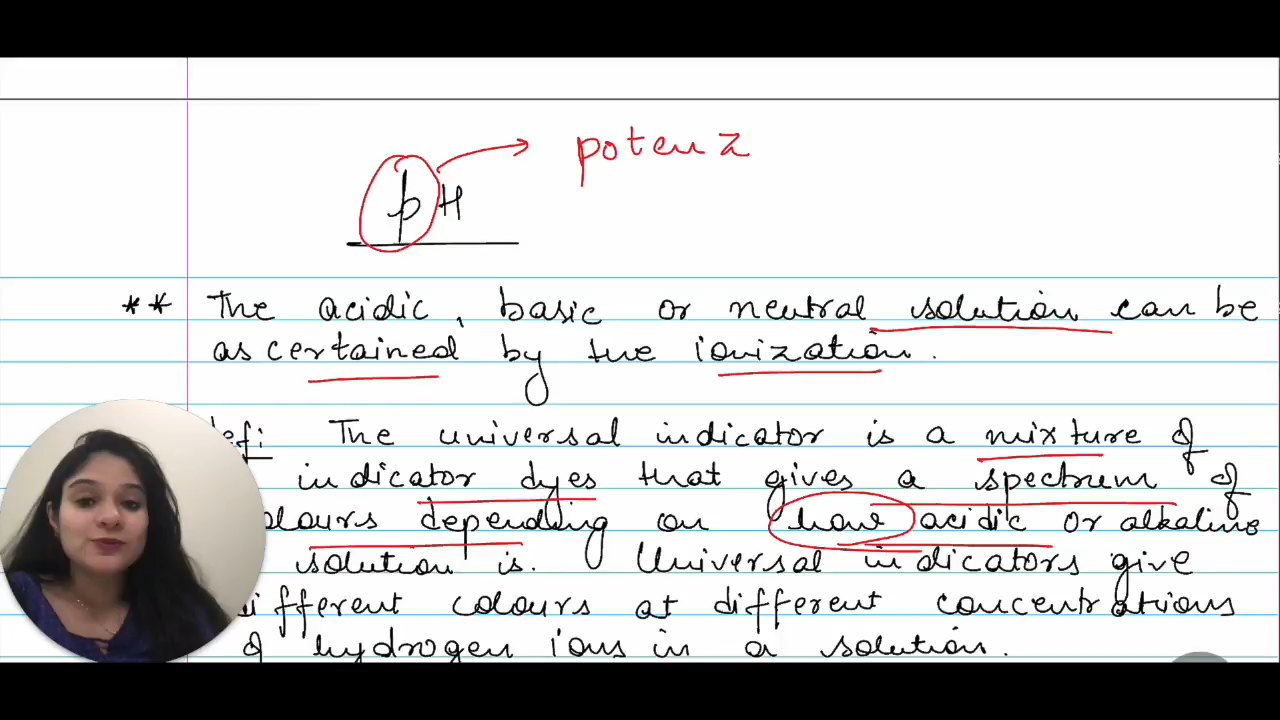 potenz
pH
** The acidic, basic or neutral solution can be
ascertained by the ionization.
def: The universal indicator is a mixture of
indicator dyes that gives a spectrum of
colours depending on how acidic or alkaline
solution is. Universal indicators give
different colours at different concentrations
of hydrogen ions in a solution.